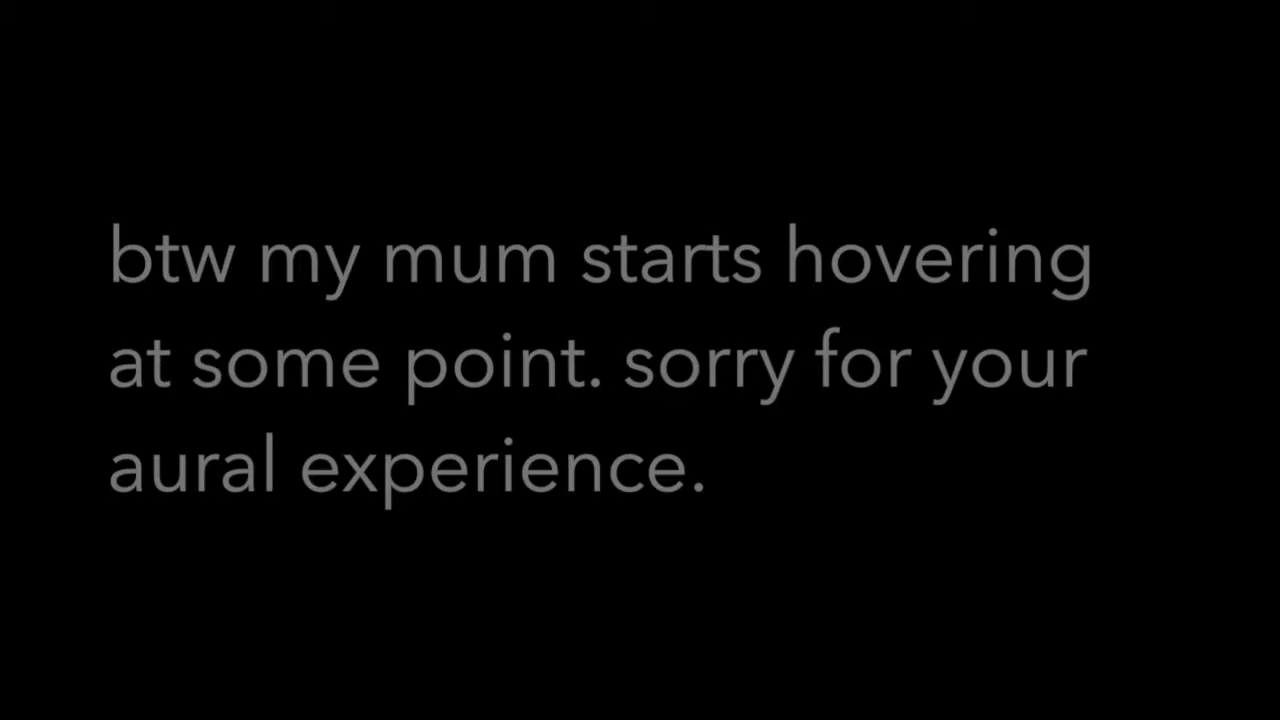 btw my mum starts hovering
at some point. sorry for your
aural experience.